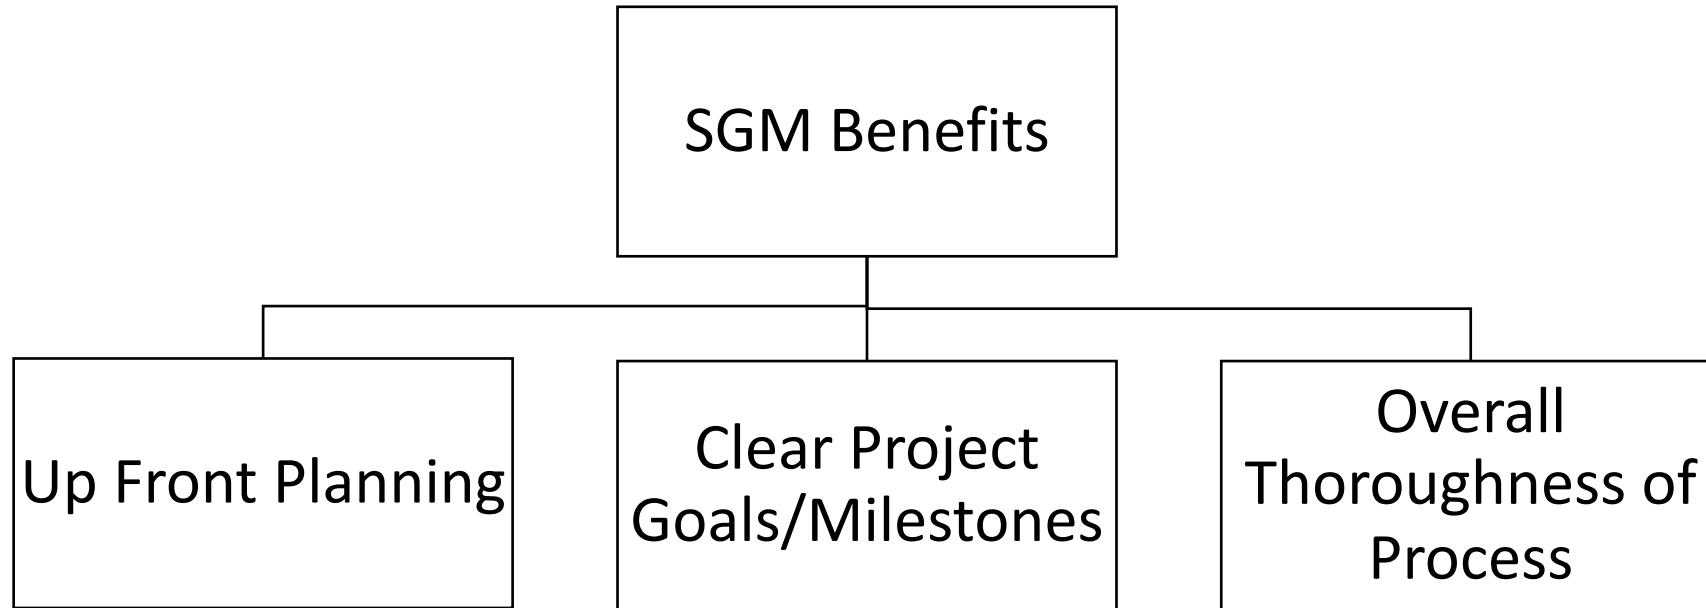 SGM Benefits
Up Front Planning
Clear Project
Goals/Milestones
Overall
Thoroughness of
Process